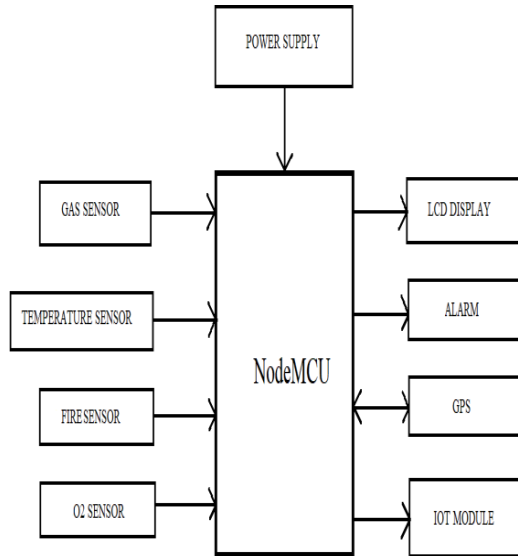 POWER SUPPLY
GAS SENSOR
TEMPERATURE SENSOR
FIRE SENSOR
O2 SENSOR
NodeMCU
LCD DISPLAY
ALARM
GPS
IOT MODULE